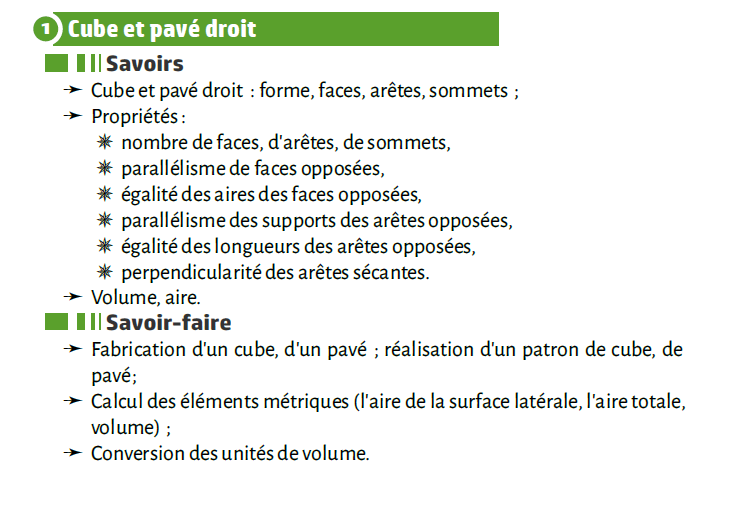 1 Cube et pavé droit
Savoirs
➛ Cube et pavé droit : forme, faces, arêtes, sommets ;
➛ Propriétés :
✴ nombre de faces, d'arêtes, de sommets,
✴ parallélisme de faces opposées,
✴ égalité des aires des faces opposées,
✴ parallélisme des supports des arêtes opposées,
✴ égalité des longueurs des arêtes opposées,
✴ perpendicularité des arêtes sécantes.
➛ Volume, aire.
Savoir-faire
➛ Fabrication d'un cube, d'un pavé ; réalisation d'un patron de cube, de
pavé;
➛ Calcul des éléments métriques (l'aire de la surface latérale, l'aire totale,
volume) ;
➛ Conversion des unités de volume.